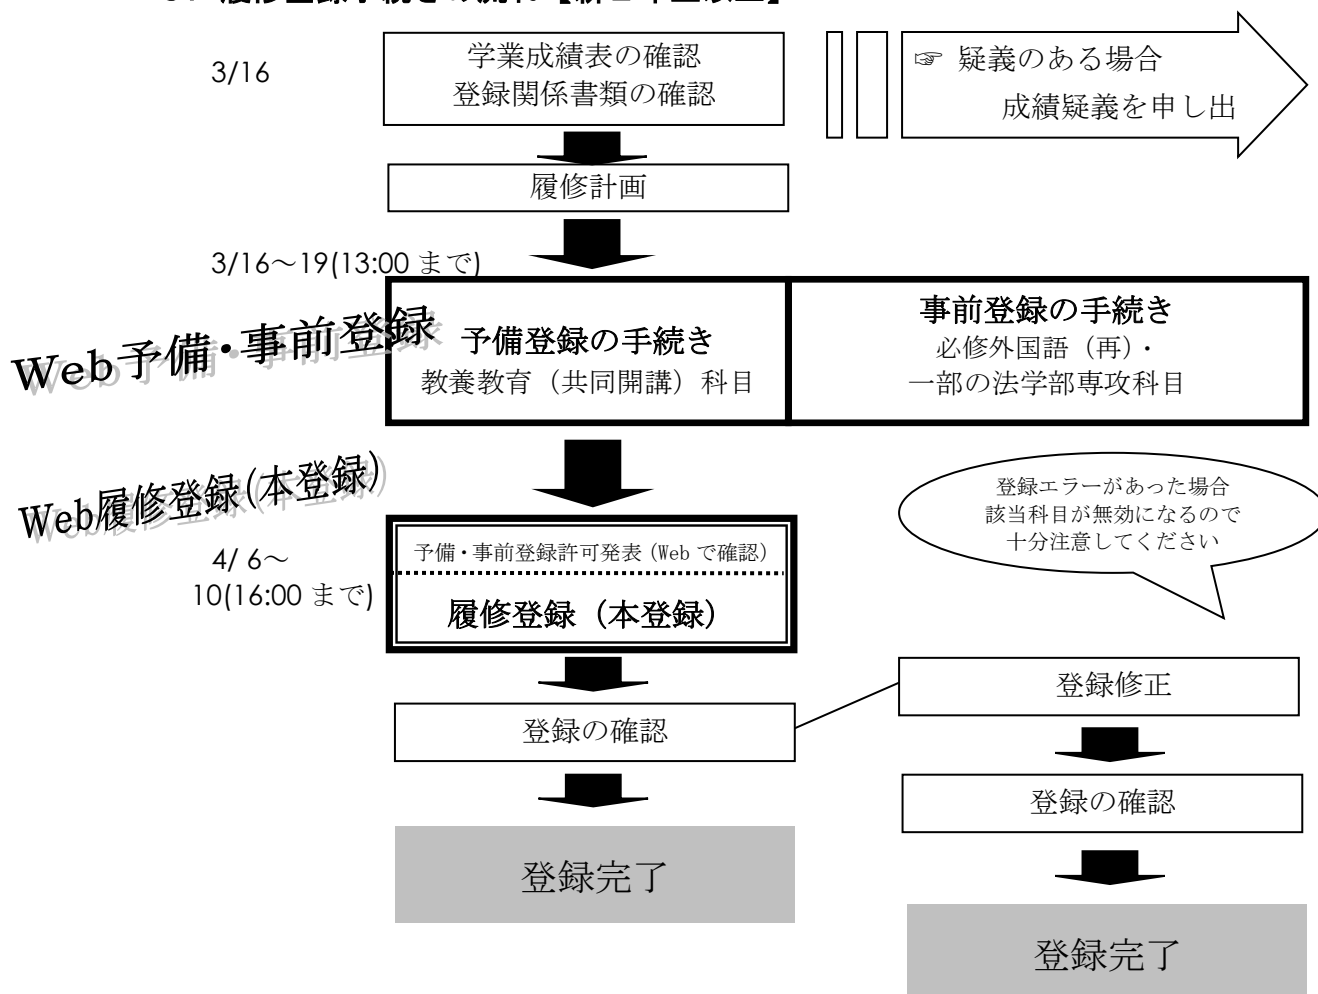 3/16
学業成績表の確認
登録関係書類の確認
☞ 疑義のある場合
成績疑義を申し出
履修計画
3/16～19(13:00 まで)
Web予備・事前登録
予備登録の手続き
教養教育（共同開講）科目
事前登録の手続き
必修外国語（再）・
一部の法学部専攻科目
Web履修登録(本登録)
4/ 6～
10(16:00 まで)
予備・事前登録許可発表（Web で確認）
履修登録（本登録）
登録エラーがあった場合
該当科目が無効になるので
十分注意してください
登録の確認
登録修正
登録の確認
登録完了
登録完了